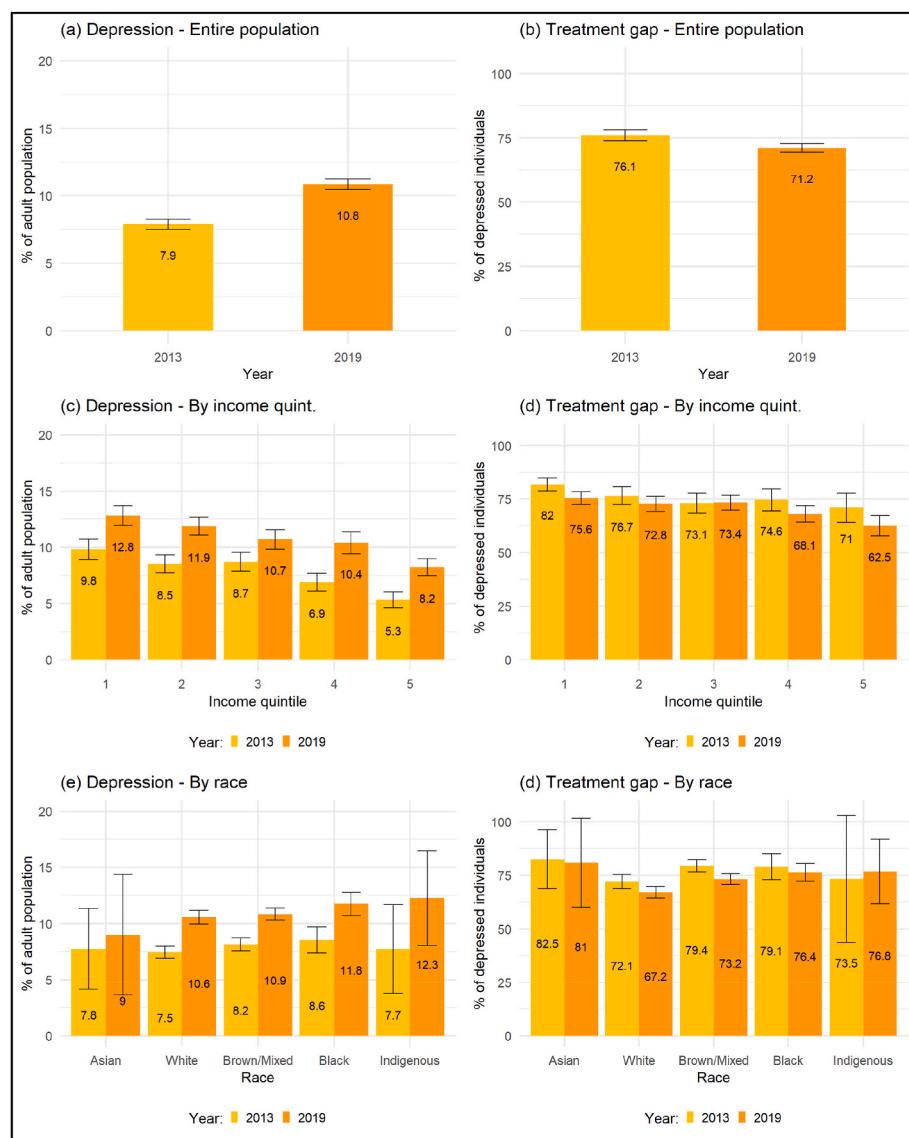 (a) Depression - Entire population
% of adult population
20
15
10
5
0
7.9
10.8
2013
2019
Year
(b) Treatment gap - Entire population
% of depressed individuals
100
75
50
25
0
76.1
71.2
2013
2019
Year
(c) Depression - By income quint.
% of adult population
20
15
10
5
0
9.8
12.8
8.5
11.9
8.7
10.7
6.9
10.4
5.3
8.2
1
2
3
4
5
Income quintile
Year: 2013 2019
(d) Treatment gap - By income quint.
% of depressed individuals
100
75
50
25
0
82
75.6
76.7
72.8
73.1
73.4
74.6
68.1
71
62.5
1
2
3
4
5
Income quintile
Year: 2013 2019
(e) Depression - By race
% of adult population
20
15
10
5
0
7.8
9
7.5
10.6
8.2
10.9
8.6
11.8
7.7
12.3
Asian
White
Brown/Mixed
Black
Indigenous
Race
Year: 2013 2019
(d) Treatment gap - By race
% of depressed individuals
100
75
50
25
0
82.5
81
72.1
67.2
79.4
73.2
79.1
76.4
73.5
76.8
Asian
White
Brown/Mixed
Black
Indigenous
Race
Year: 2013 2019